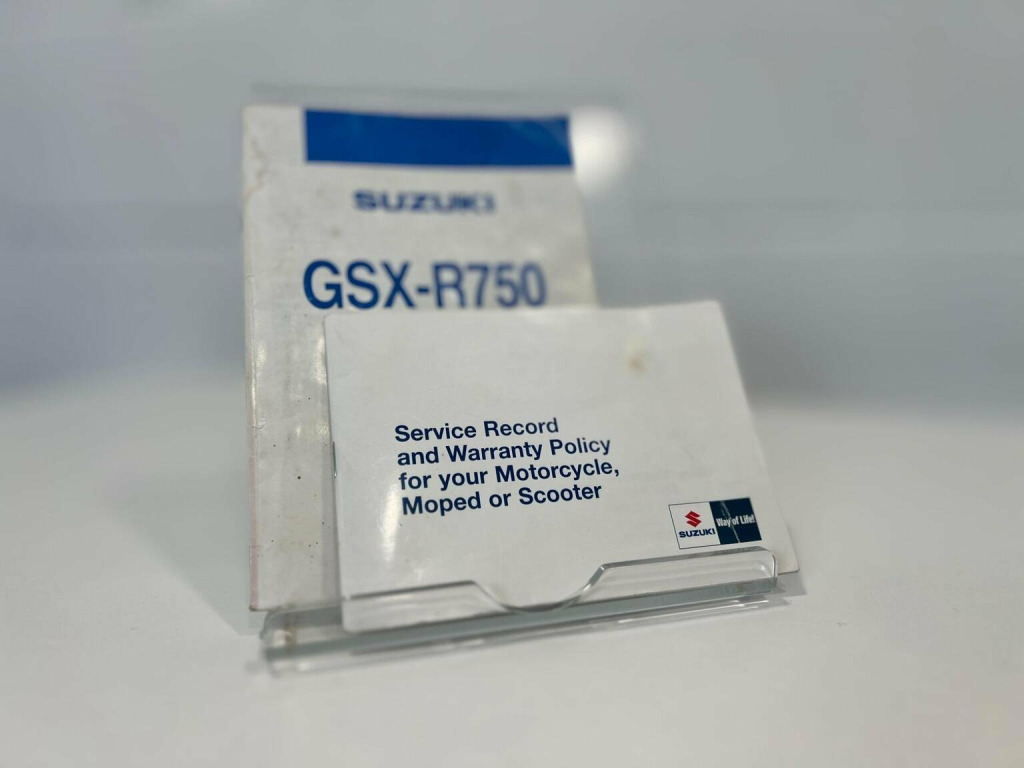 SUZUKI
GSX-R750
Service Record
and Warranty Policy
for your Motorcycle,
Moped or Scooter
SUZUKI
Way of Life!